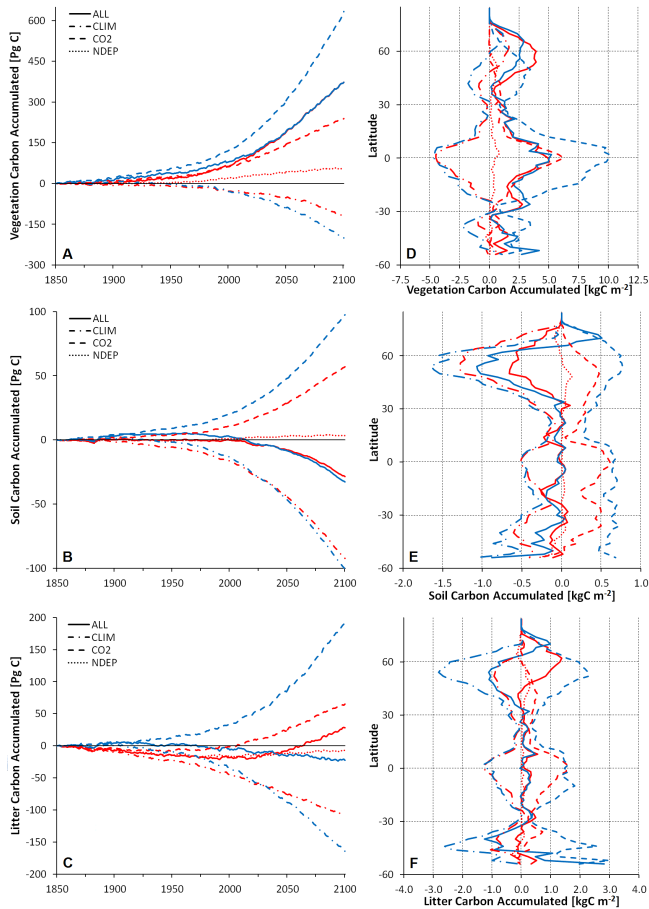 Vegetation Carbon Accumulated [Pg C]
600
450
300
150
0
-150
-300
ALL
CLIM
CO2
NDEP
A
1850
1900
1950
2000
2050
2100
Latitude
60
30
0
-30
-60
D
-7.5
-5.0
-2.5
0.0
2.5
5.0
7.5
10.0
12.5
Vegetation Carbon Accumulated [kgC m-2]
Soil Carbon Accumulated [Pg C]
100
50
0
-50
-100
ALL
CLIM
CO2
NDEP
B
1850
1900
1950
2000
2050
2100
Latitude
60
30
0
-30
-60
E
-2.0
-1.5
-1.0
-0.5
0.0
0.5
1.0
Soil Carbon Accumulated [kgC m-2]
Litter Carbon Accumulated [Pg C]
200
150
100
50
0
-50
-100
-150
-200
ALL
CLIM
CO2
NDEP
C
1850
1900
1950
2000
2050
2100
Latitude
60
30
0
-30
-60
F
-4.0
-3.0
-2.0
-1.0
0.0
1.0
2.0
3.0
4.0
Litter Carbon Accumulated [kgC m-2]